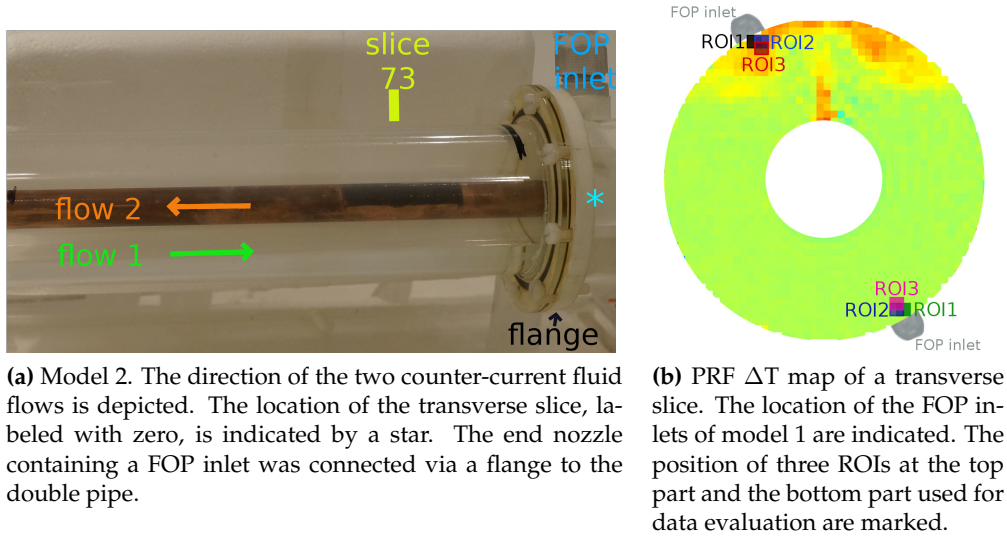 slice
73
FOP
inlet
*
flow 2
flow 1
flange
(a) Model 2. The direction of the two counter-current fluid
flows is depicted. The location of the transverse slice, la-
beled with zero, is indicated by a star. The end nozzle
containing a FOP inlet was connected via a flange to the
double pipe.
FOP inlet
ROI1
ROI2
ROI3
ROI3
ROI2
ROI1
FOP inlet
(b) PRF ΔT map of a transverse
slice. The location of the FOP in-
lets of model 1 are indicated. The
position of three ROIs at the top
part and the bottom part used for
data evaluation are marked.